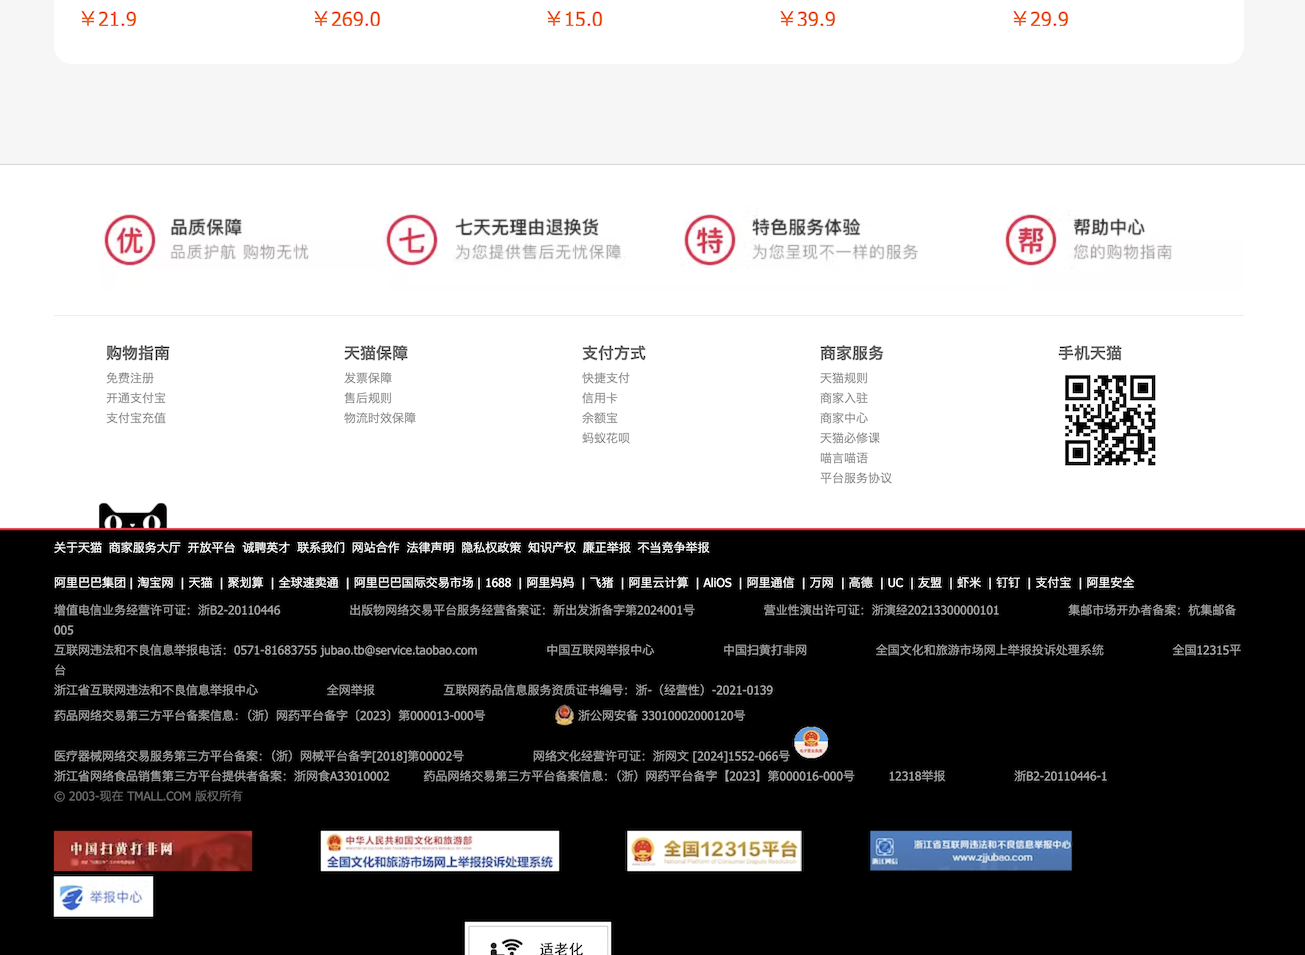 ￥21.9 ￥269.0 ￥15.0 ￥39.9 ￥29.9
优 品质保障 七 七天无理由退换货 特 特色服务体验 帮 帮助中心
品质护航 购物无忧 为您提供售后无忧保障 为您呈现不一样的服务 您的购物指南
购物指南 天猫保障 支付方式 商家服务 手机天猫
免费注册 发票保障 快捷支付 天猫规则
开通支付宝 售后规则 信用卡 商家入驻
支付宝充值 物流时效保障 余额宝 商家中心
蚂蚁花呗 天猫必修课
喵言喵语
平台服务协议
关于天猫 商家服务大厅 开放平台 诚聘英才 联系我们 网站合作 法律声明 隐私权政策 知识产权 廉正举报 不当竞争举报
阿里巴巴集团 | 淘宝网 | 天猫 | 聚划算 | 全球速卖通 | 阿里巴巴国际交易市场 | 1688 | 阿里妈妈 | 飞猪 | 阿里云计算 | AliOS | 阿里通信 | 万网 | 高德 | UC | 友盟 | 虾米 | 钉钉 | 支付宝 | 阿里安全
增值电信业务经营许可证：浙B2-20110446 出版物网络交易平台服务经营备案证：新出发浙备字第2024001号 营业性演出许可证：浙演经20213300000101 集邮市场开办者备案：杭集邮备
005
互联网违法和不良信息举报电话：0571-81683755 jubao.tb@service.taobao.com 中国互联网举报中心 中国扫黄打非网 全国文化和旅游市场网上举报投诉处理系统 全国12315平
台
浙江省互联网违法和不良信息举报中心 全网举报 互联网药品信息服务资质证书编号：浙-（经营性）-2021-0139
药品网络交易第三方平台备案信息：（浙）网药平台备字〔2023〕第000013-000号 浙公网安备 33010002000120号
医疗器械网络交易服务第三方平台备案：（浙）网械平台备字[2018]第00002号 网络文化经营许可证：浙网文 [2024]1552-066号
浙江省网络食品销售第三方平台提供者备案：浙网食A33010002 药品网络交易第三方平台备案信息：（浙）网药平台备字【2023】第000016-000号 12318举报 浙B2-20110446-1
© 2003-现在 TMALL.COM 版权所有
中国扫黄打非网 中华人民共和国文化和旅游部 全国12315平台 浙江省互联网违法和不良信息举报中心
全国文化和旅游市场网上举报投诉处理系统 www.zjjubao.com
举报中心
适老化